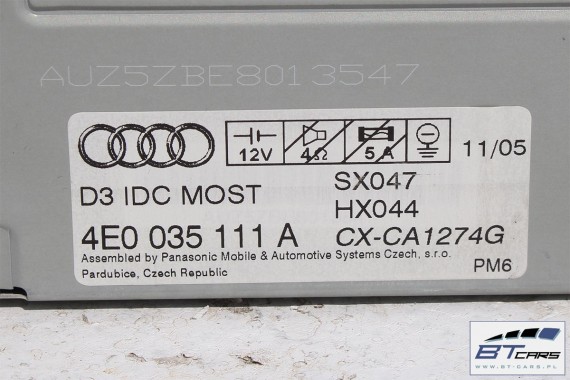 AUZ5ZBE8013547
12V 4Ω 5A 11/05
D3 IDC MOST SX047
HX044
4E0 035 111 A CX-CA1274G
Assembled by Panasonic Mobile & Automotive Systems Czech, s.r.o.
Pardubice, Czech Republic PM6
BT CARS
WWW.BTCARS.PL